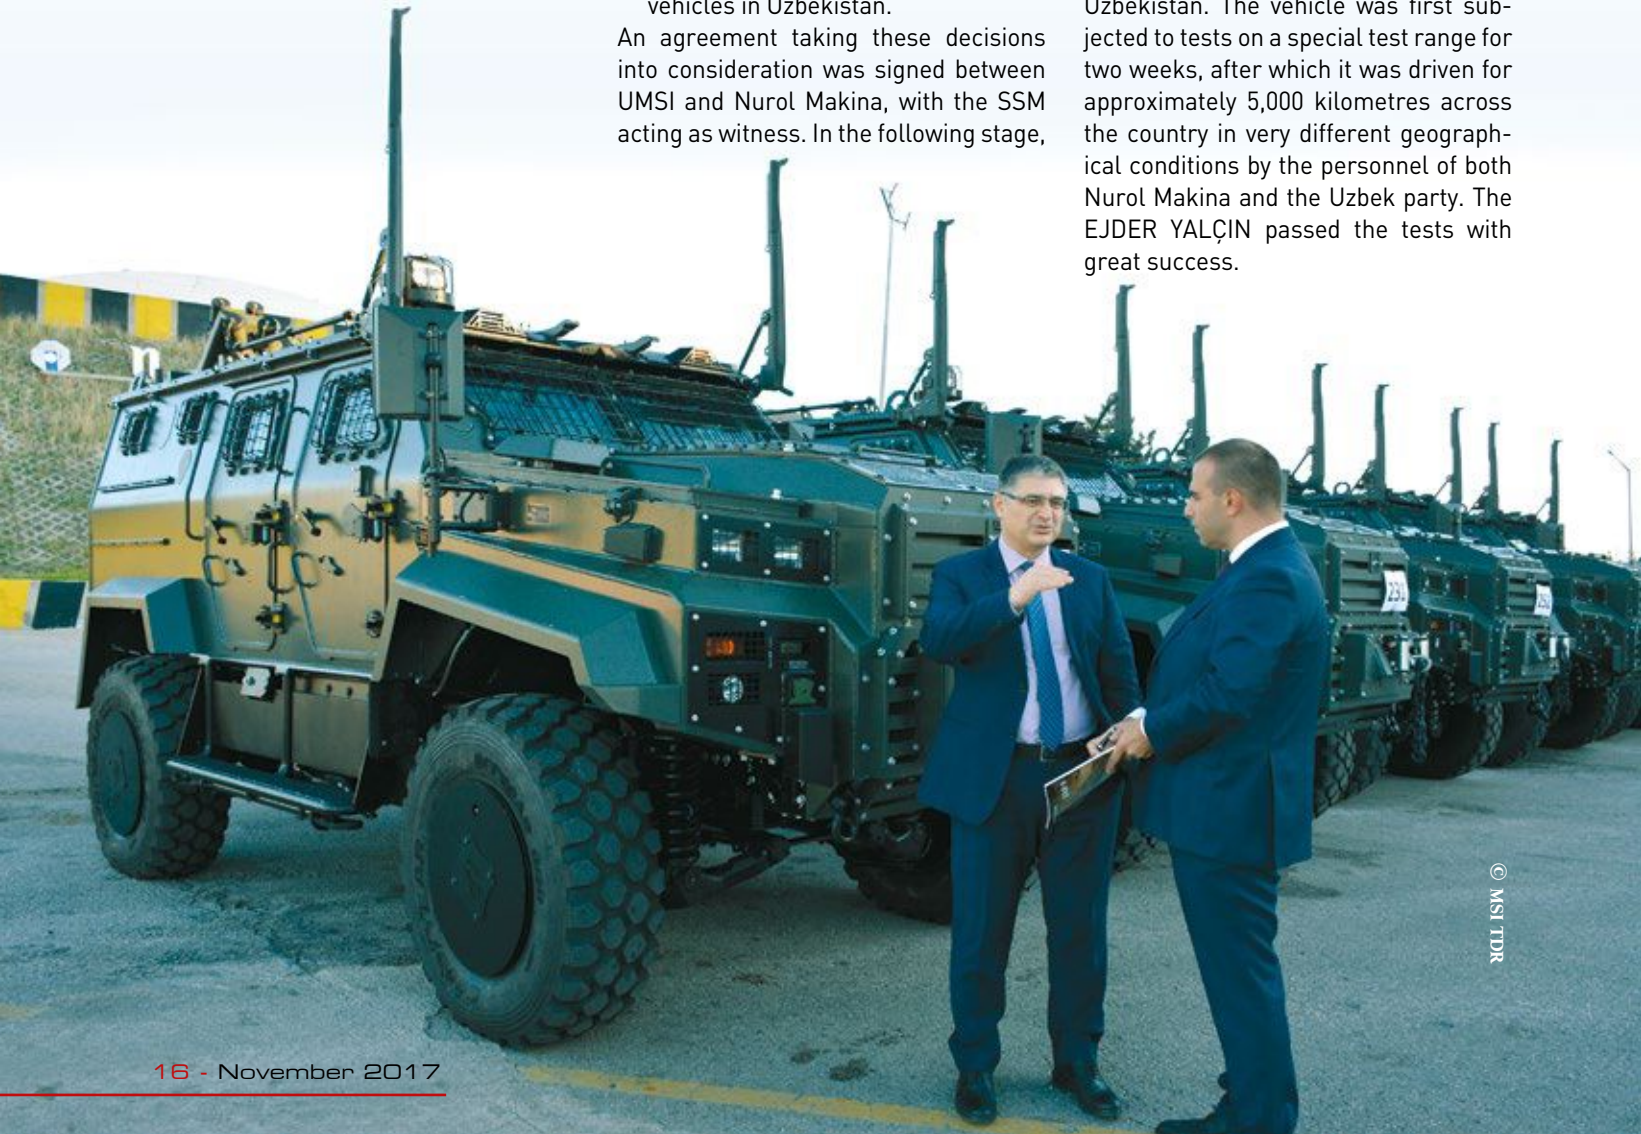 vehicles in Uzbekistan.
An agreement taking these decisions
into consideration was signed between
UMSI and Nurol Makina, with the SSM
acting as witness. In the following stage,
Uzbekistan. The vehicle was first sub-
jected to tests on a special test range for
two weeks, after which it was driven for
approximately 5,000 kilometres across
the country in very different geograph-
ical conditions by the personnel of both
Nurol Makina and the Uzbek party. The
EJDER YALÇIN passed the tests with
great success.
n
231
© MSI TDR
16 - November 2017